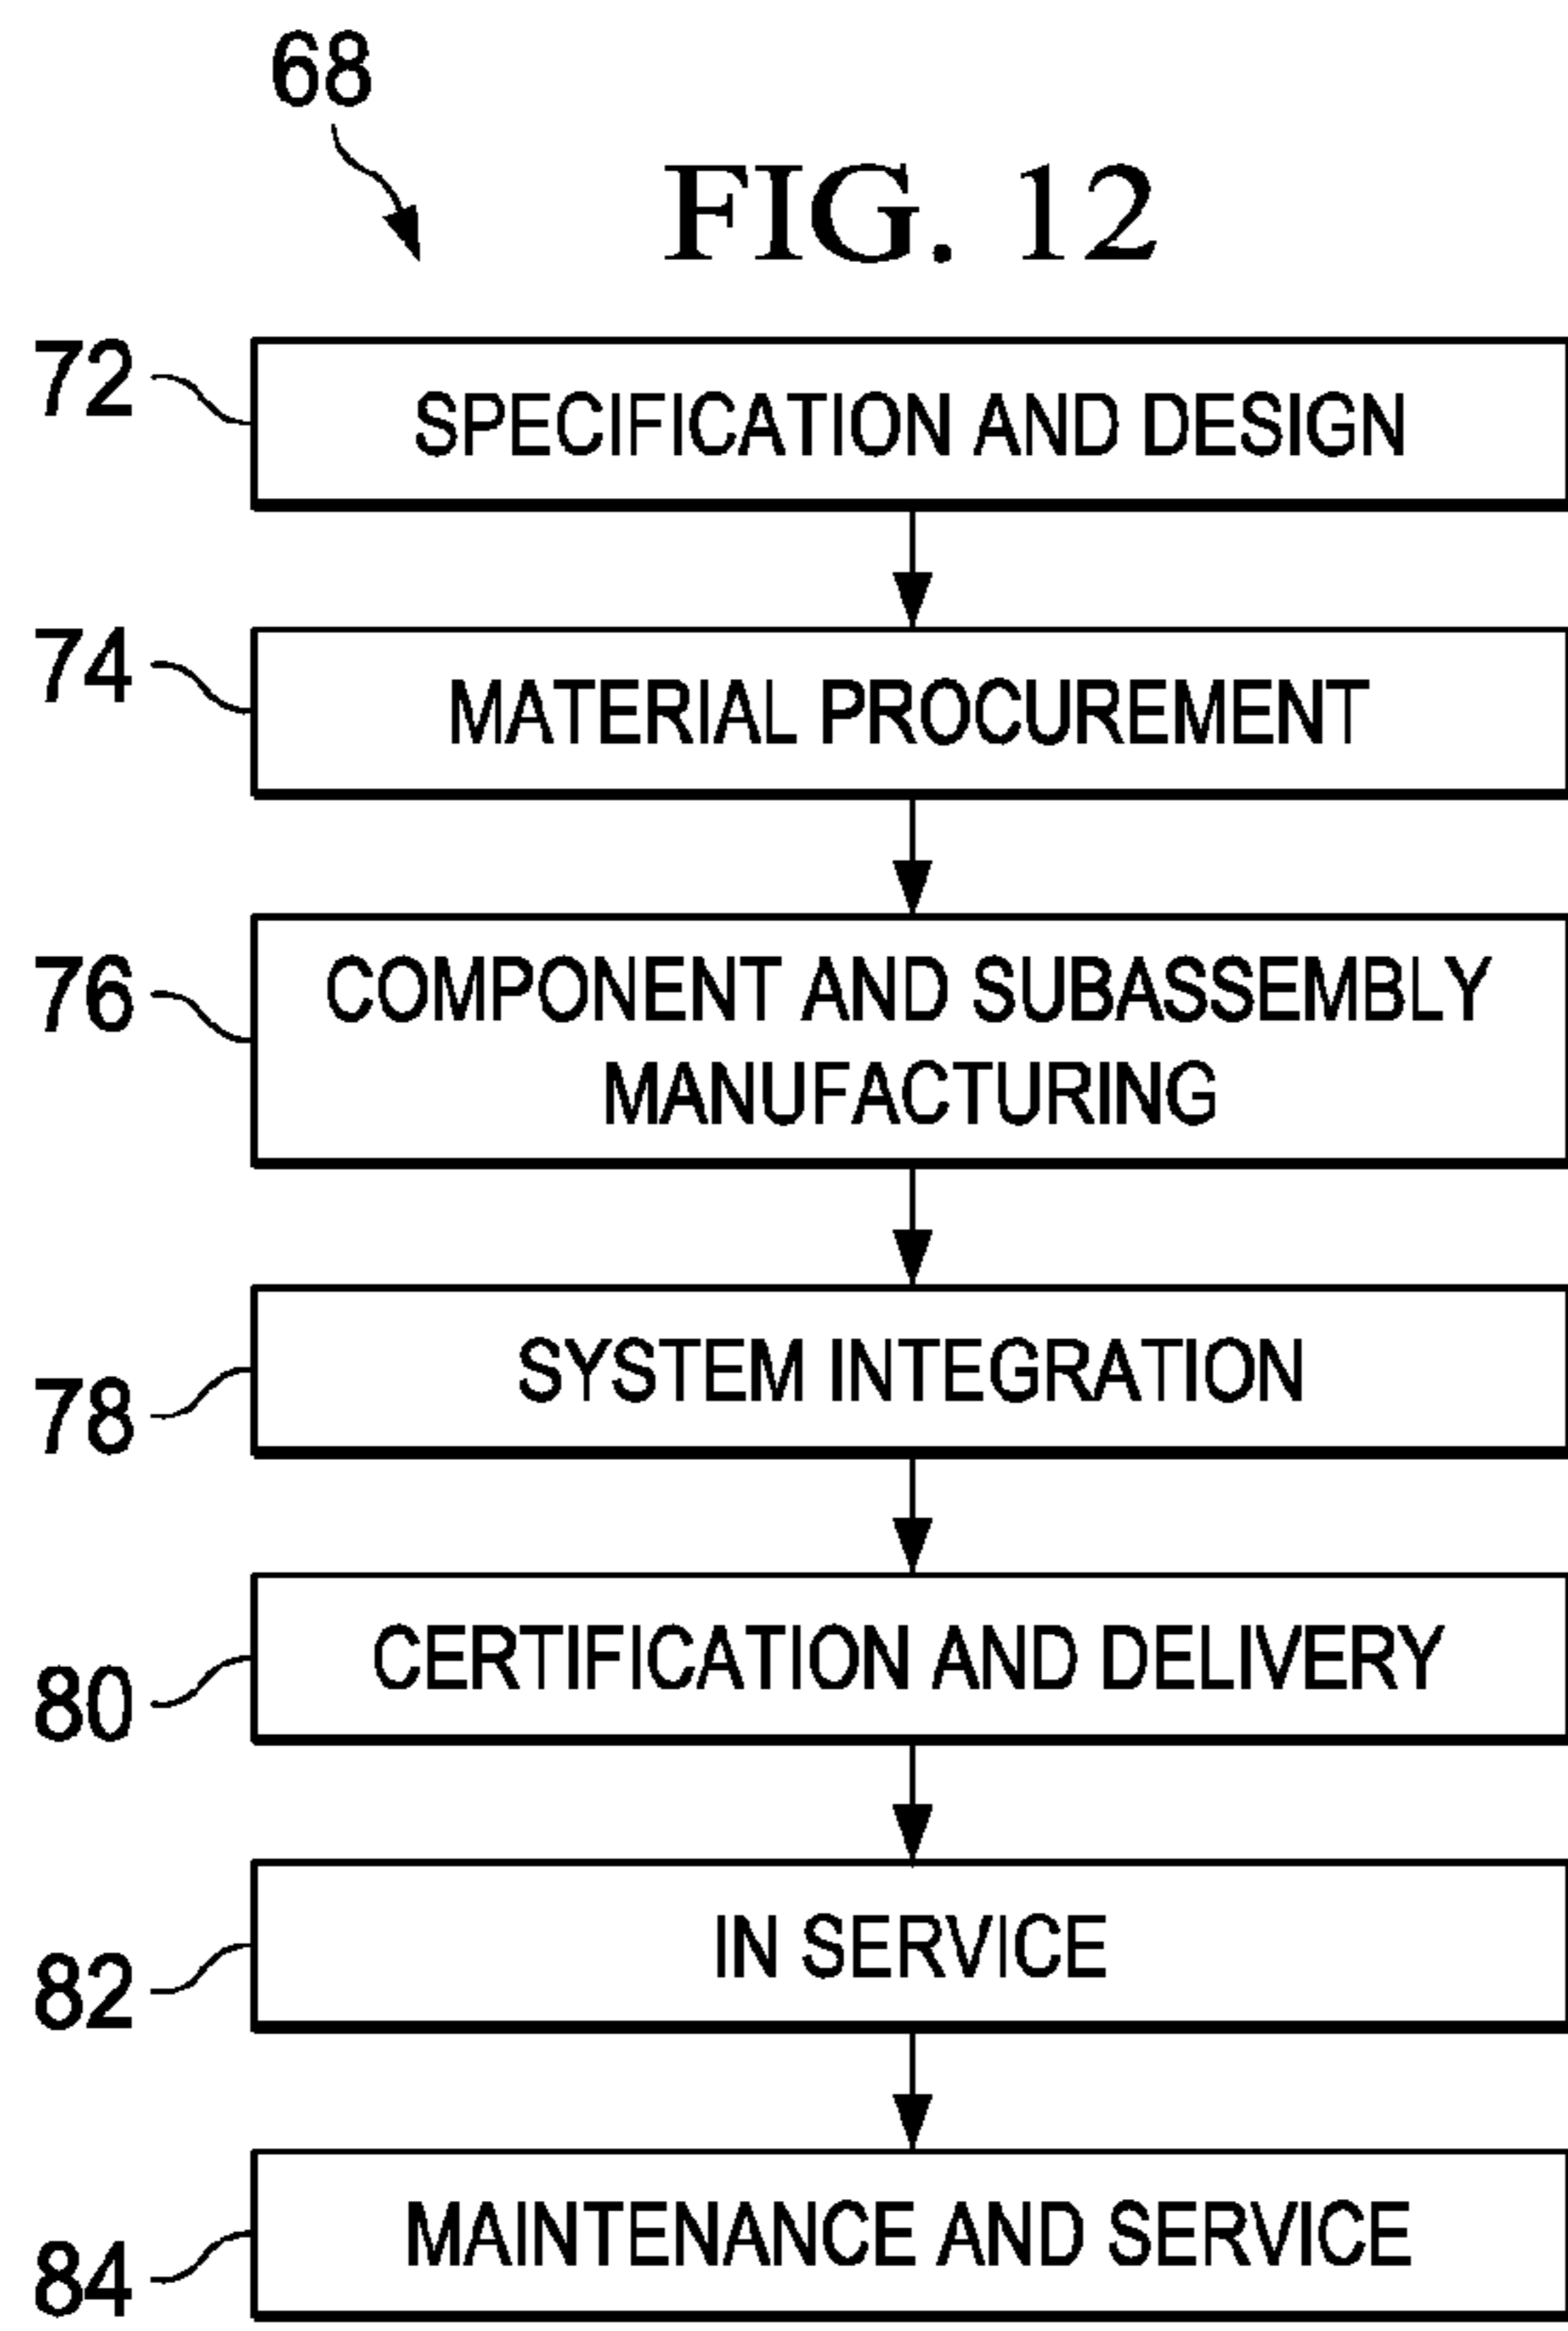 68
FIG. 12
72
SPECIFICATION AND DESIGN
74
MATERIAL PROCUREMENT
76
COMPONENT AND SUBASSEMBLY
MANUFACTURING
78
SYSTEM INTEGRATION
80
CERTIFICATION AND DELIVERY
82
IN SERVICE
84
MAINTENANCE AND SERVICE